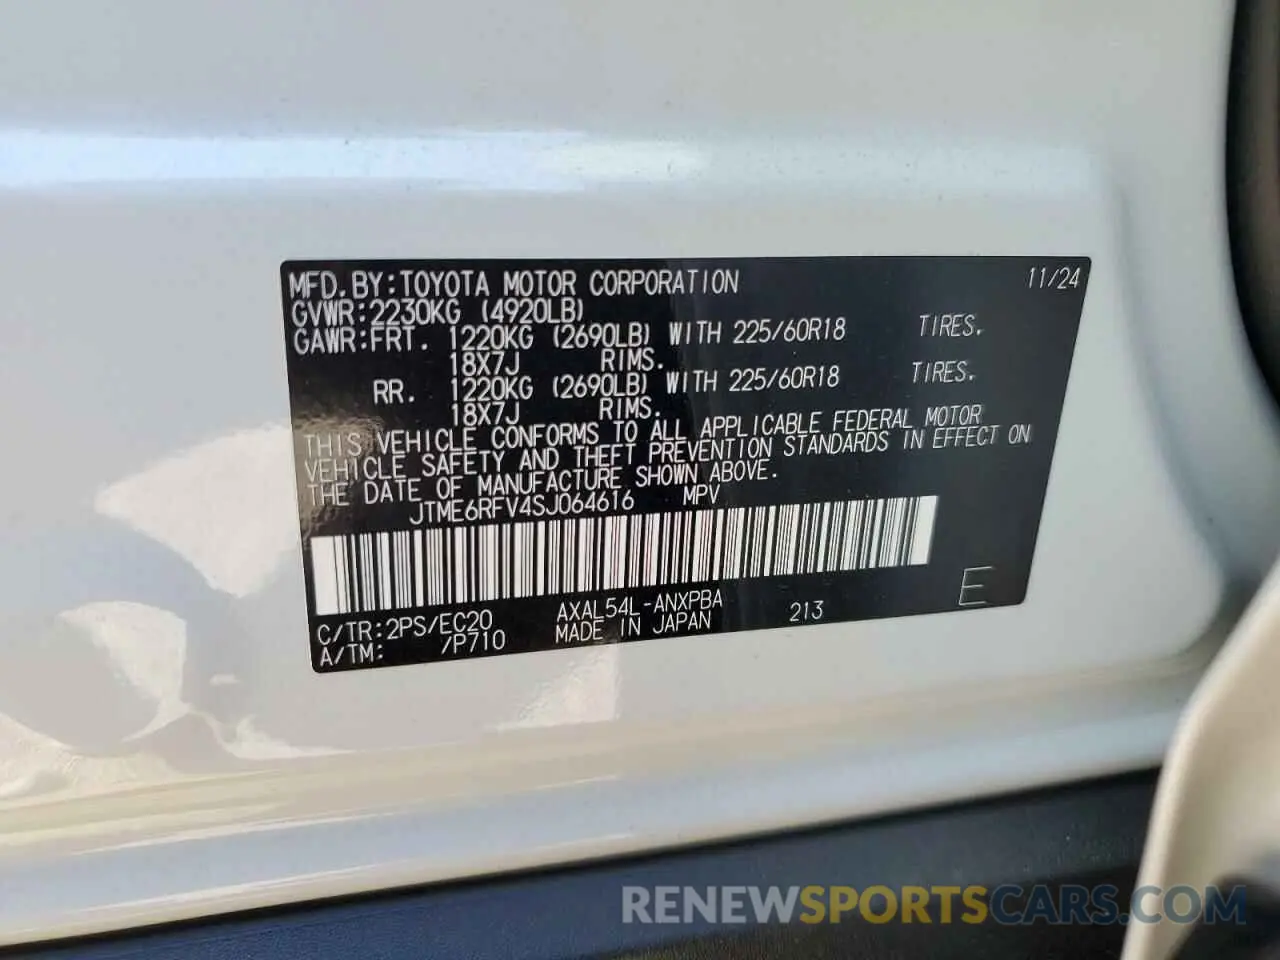 MFD.BY:TOYOTA MOTOR CORPORATION 11/24
GVWR:2230KG (4920LB)
GAWR:FRT. 1220KG (2690LB) WITH 225/60R18 TIRES.
18X7J RIMS.
RR. 1220KG (2690LB) WITH 225/60R18 TIRES.
18X7J RIMS.
THIS VEHICLE CONFORMS TO ALL APPLICABLE FEDERAL MOTOR
VEHICLE SAFETY AND THEFT PREVENTION STANDARDS IN EFFECT ON
THE DATE OF MANUFACTURE SHOWN ABOVE.
JTME6RFV4SJ064616 MPV
C/TR:2PS/EC20 AXAL54L-ANXPBA 213 E
A/TM: /P710 MADE IN JAPAN
RENEWSPORTSCARS.COM